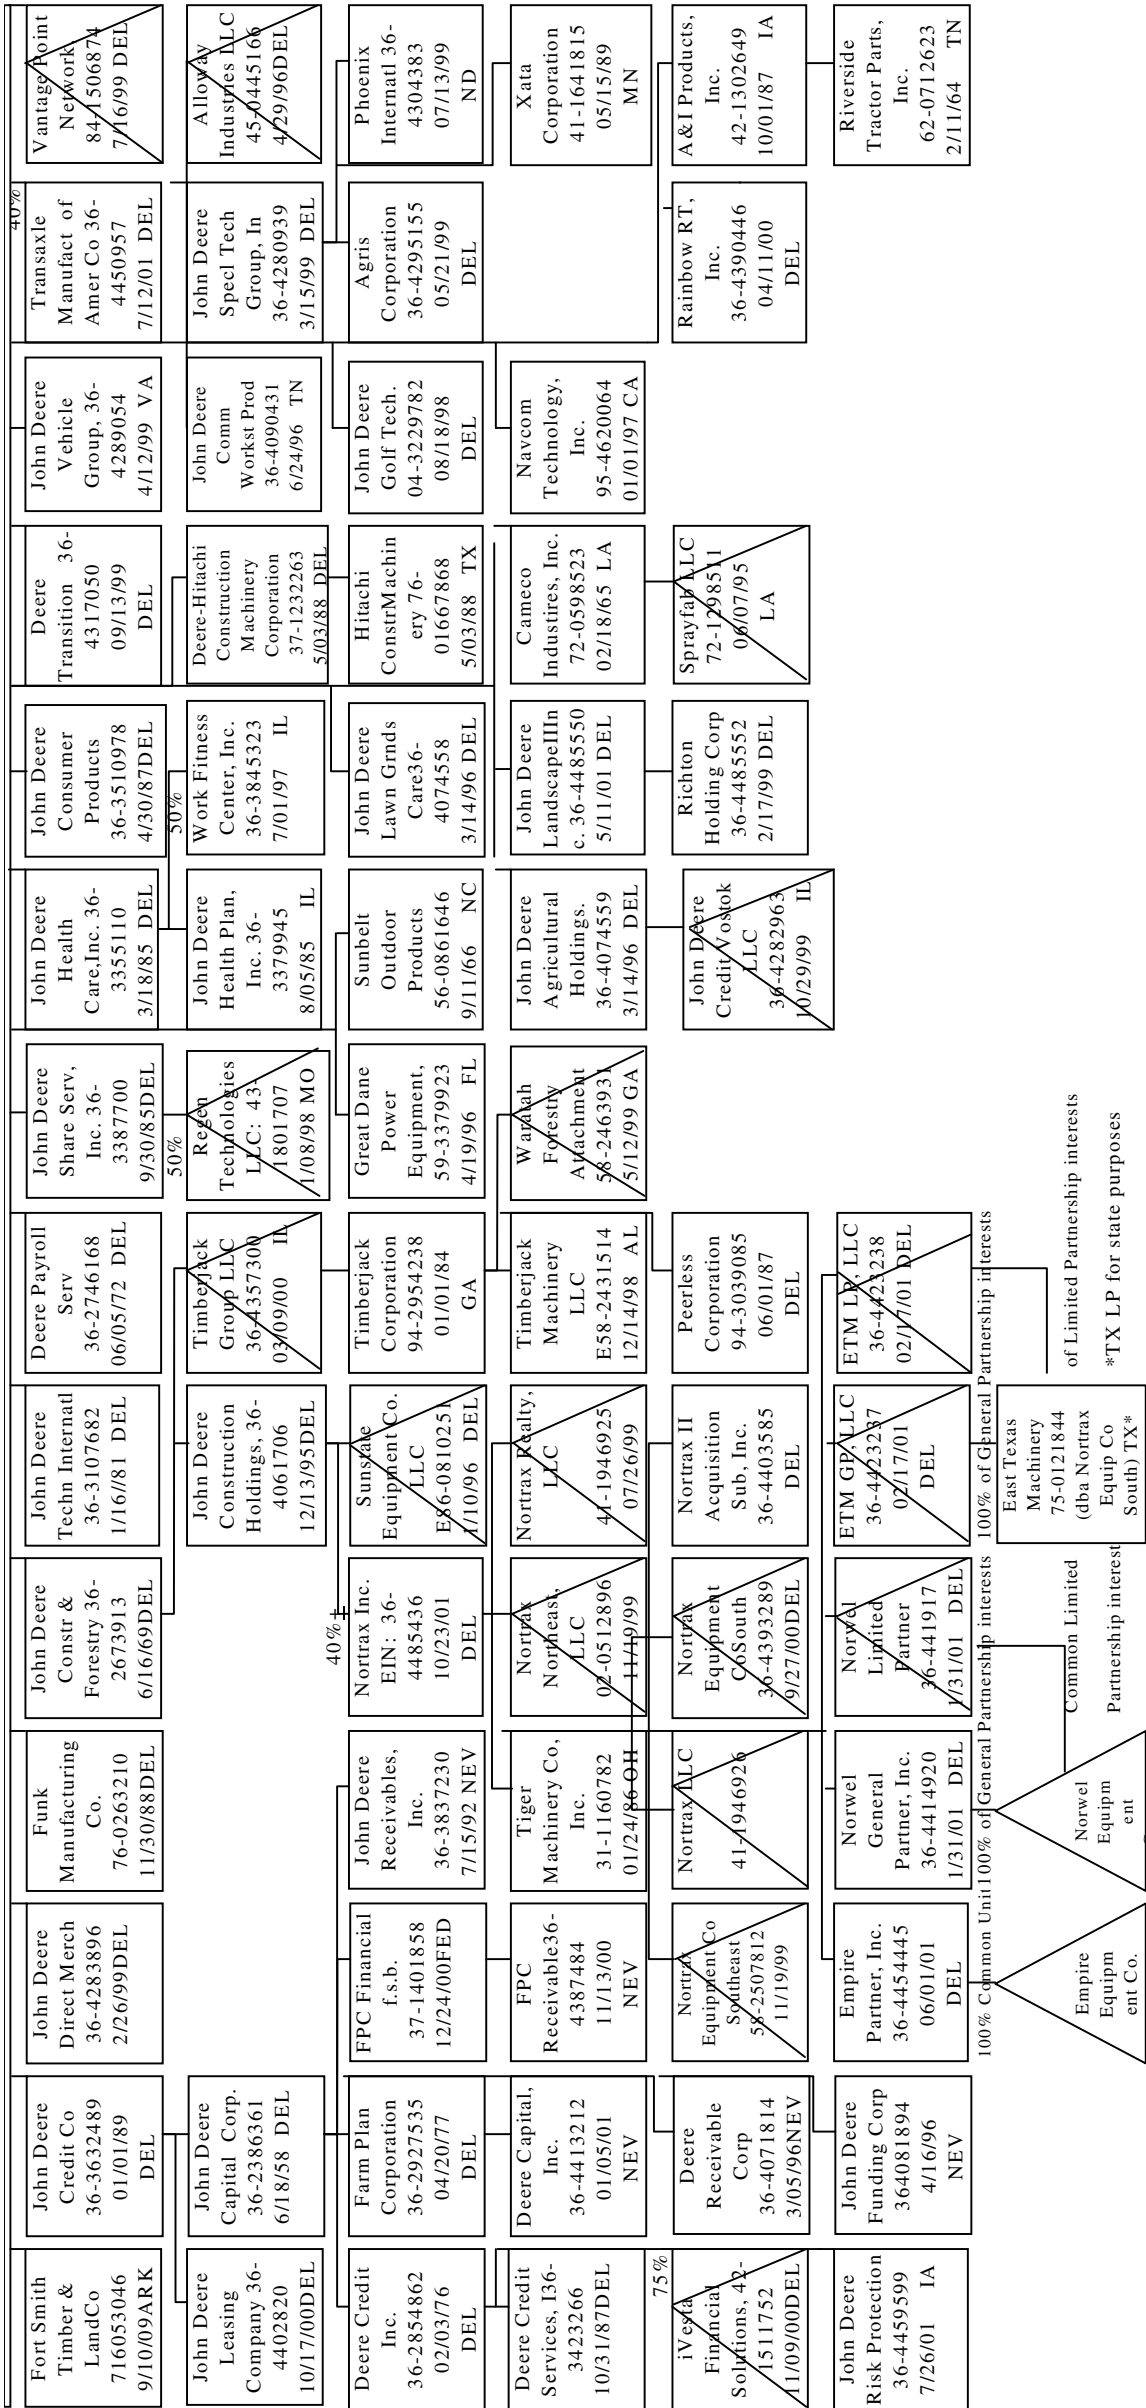 Fort Smith
Timber &
LandCo
716053046
9/10/09ARK
John Deere
Credit Co
36-3632489
01/01/89
DEL
John Deere
Direct Merch
36-4283896
2/26/99DEL
Funk
Manufacturing
Co.
76-0263210
11/30/88DEL
John Deere
Constr &
Forestry 36-
2673913
6/16/69DEL
John Deere
Techn Internatl
36-3107682
1/16//81 DEL
Deere Payroll
Serv
36-2746168
06/05/72 DEL
John Deere
Share Serv,
Inc. 36-
3387700
9/30/85DEL
John Deere
Health
Care,Inc. 36-
3355110
3/18/85 DEL
John Deere
Consumer
Products
36-3510978
4/30/87DEL
Deere
Transition 36-
4317050
09/13/99
DEL
John Deere
Vehicle
Group, 36-
4289054
4/12/99 VA
40%
Transaxle
Manufact of
Amer Co 36-
4450957
7/12/01 DEL
Vantage Point
Network,
84-1506874
7/16/99 DEL
John Deere
Leasing
Company 36-
4402820
10/17/00DEL
John Deere
Capital Corp.
36-2386361
6/18/58 DEL
John Deere
Construction
Holdings, 36-
4061706
12/13/95DEL
Timberjack
Group LLC
36-4357300
03/09/00 IL
50%
Regen
Technologies
LLC: 43-
1801707
1/08/98 MO
John Deere
Health Plan,
Inc. 36-
3379945
8/05/85 IL
50%
Work Fitness
Center, Inc.
36-3845323
7/01/97 IL
Deere-Hitachi
Construction
Machinery
Corporation
37-1232263
5/03/88 DEL
John Deere
Comm
Workst Prod
36-4090431
6/24/96 TN
John Deere
Specl Tech
Group, In
36-4280939
3/15/99 DEL
Alloway
Industries LLC
45-0445166
4/29/96DEL
Deere Credit
Inc.
36-2854862
02/03/76
DEL
Farm Plan
Corporation
36-2927535
04/20/77
DEL
FPC Financial
f.s.b.
37-1401858
12/24/00FED
John Deere
Receivables,
Inc.
36-3837230
7/15/92 NEV
40%+
Nortrax Inc.
EIN: 36-
4485436
10/23/01
DEL
Sunstate
Equipment Co.
LLC
E86-0810251
1/10/96 DEL
Timberjack
Corporation
94-2954238
01/01/84
GA
Great Dane
Power
Equipment,
59-3379923
4/19/96 FL
Sunbelt
Outdoor
Products
56-0861646
9/11/66 NC
John Deere
Lawn Grnds
Care36-
4074558
3/14/96 DEL
Hitachi
ConstrMachin
ery 76-
01667868
5/03/88 TX
John Deere
Golf Tech.
04-3229782
08/18/98
DEL
Agris
Corporation
36-4295155
05/21/99
DEL
Phoenix
Internatl 36-
4304383
07/13/99
ND
Deere Credit
Services, I36-
3423266
10/31/87DEL
Deere Capital,
Inc.
36-4413212
01/05/01
NEV
FPC
Receivable36-
4387484
11/13/00
NEV
Tiger
Machinery Co,
Inc.
31-1160782
01/24/86 OH
Nortrax
Northeast,
LLC
02-0512896
11/19/99
Nortrax Realty,
LLC
41-1946925
07/26/99
Timberjack
Machinery
LLC
E58-2431514
12/14/98 AL
Waratah
Forestry
Attachment
58-2463931
5/12/99 GA
John Deere
Agricultural
Holdings.
36-4074559
3/14/96 DEL
John Deere
LandscapeIIIn
c. 36-4485550
5/11/01 DEL
Cameco
Industires, Inc.
72-0598523
02/18/65 LA
Navcom
Technology,
Inc.
95-4620064
01/01/97 CA
Xata
Corporation
41-1641815
05/15/89
MN
75%
iVesta
Financial
Solutions, 42-
1511752
11/09/00DEL
Deere
Receivable
Corp
36-4071814
3/05/96NEV
Nortrax
Equipment Co
Southeast
58-2507812
11/19/99
Nortrax LLC
41-1946926
Nortrax
Equipment
CoSouth
36-4393289
9/27/00DEL
Nortrax II
Acquisition
Sub, Inc.
36-4403585
DEL
Peerless
Corporation
94-3039085
06/01/87
DEL
John Deere
Credit Vostok
LLC
36-4282963
10/29/99 IL
Richton
Holding Corp
36-4485552
2/17/99 DEL
Sprayfab LLC
72-1298511
06/07/95
LA
Rainbow RT,
Inc.
36-4390446
04/11/00
DEL
A&I Products,
Inc.
42-1302649
10/01/87 IA
John Deere
Risk Protection
36-4459599
7/26/01 IA
John Deere
Funding Corp
364081894
4/16/96
NEV
Empire
Partner, Inc.
36-4454445
06/01/01
DEL
Norwel
General
Partner, Inc.
36-4414920
1/31/01 DEL
Norwel
Limited
Partner
36-441917
1/31/01 DEL
ETM GP, LLC
36-4423237
02/17/01
DEL
ETM LP, LLC
36-4423238
02/17/01 DEL
Riverside
Tractor Parts,
Inc.
62-0712623
2/11/64 TN
100% Common Unit100% of General Partnership interests
100% of General Partnership interests
Empire
Equipm
ent Co.
Norwel
Equipm
ent
Common Limited
Partnership interest
East Texas
Machinery
75-0121844
(dba Nortrax
Equip Co
South) TX*
of Limited Partnership interests
*TX LP for state purposes